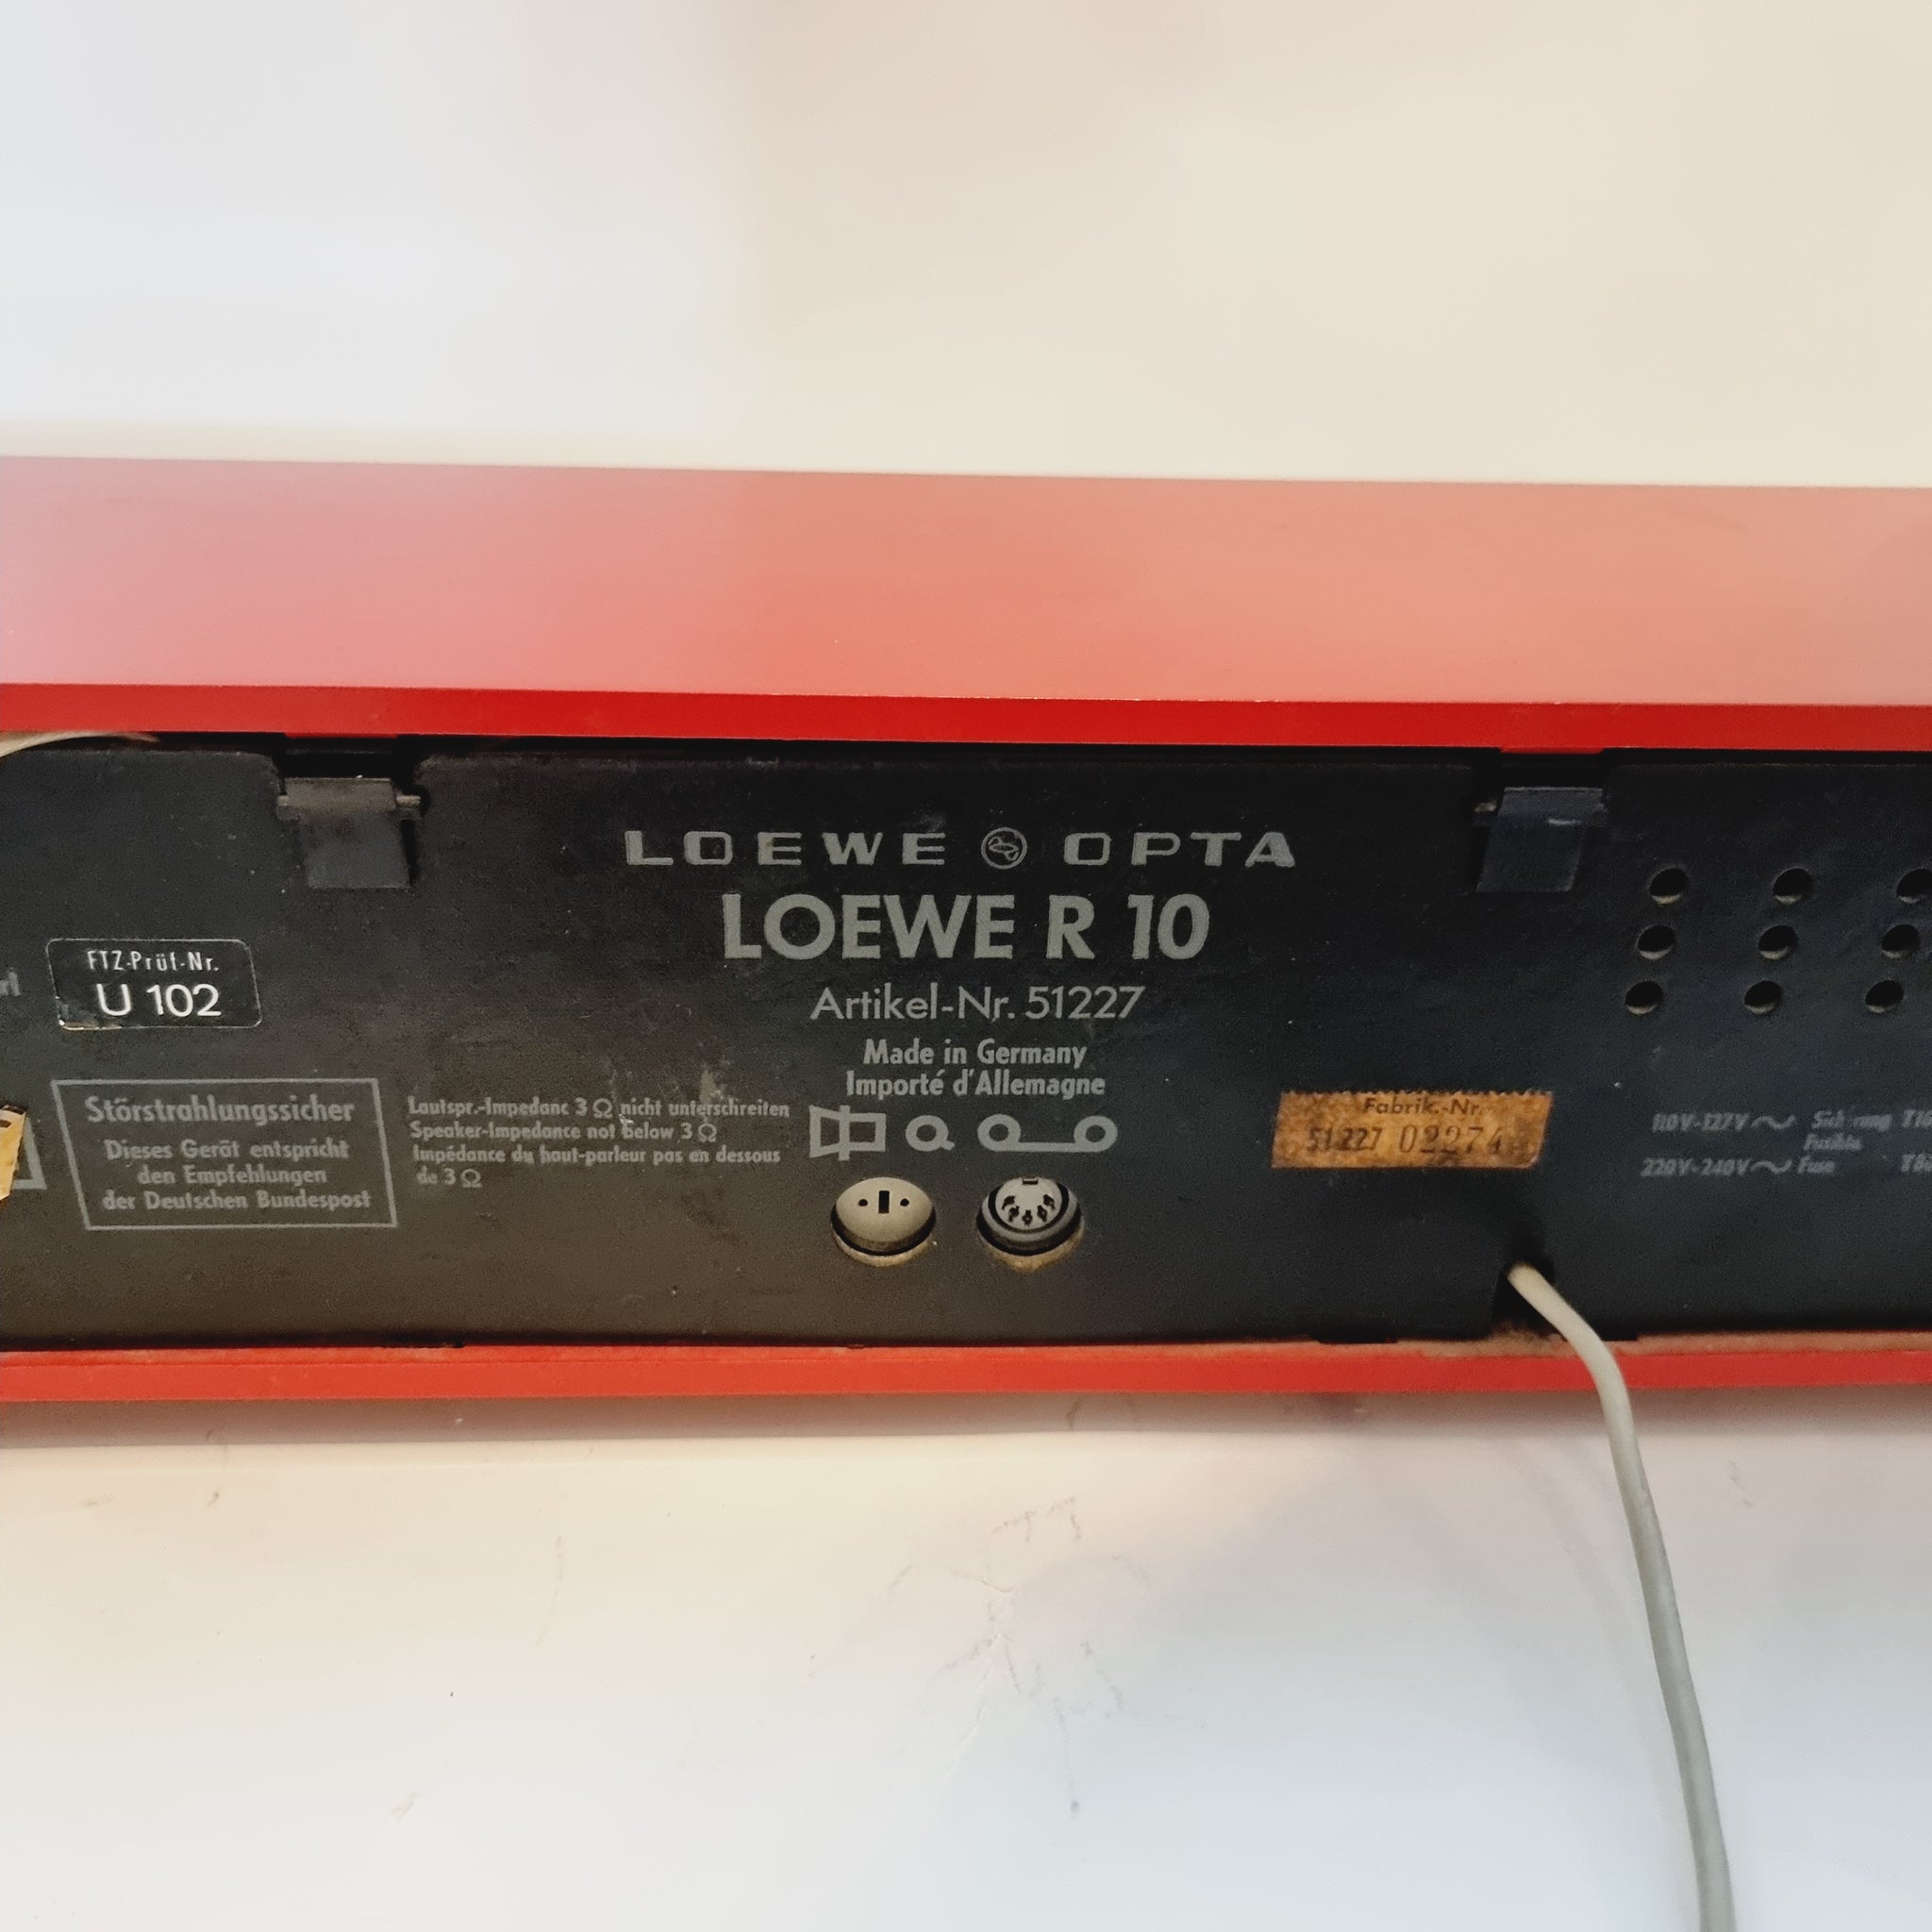 LOEWE OPTA
LOEWE R 10
Artikel-Nr. 51227
Made in Germany
Importé d'Allemagne
FTZ-Prüf-Nr.
U 102
Störstrahlungssicher
Dieses Gerät entspricht
den Empfehlungen
der Deutschen Bundespost
Lautspr.-Impedanc 3 Ω nicht unterschreiten
Speaker-Impedance not below 3 Ω
Impédance du haut-parleur pas en dessous
de 3 Ω
Fabrik.-Nr.
51227 02274
110V-127V
220V-240V Fuse